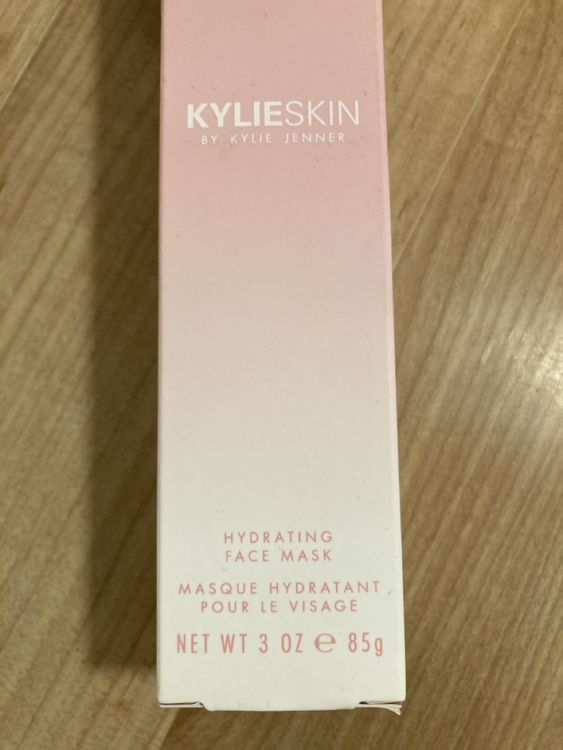 KYLIESKIN
BY KYLIE JENNER
HYDRATING
FACE MASK
MASQUE HYDRATANT
POUR LE VISAGE
NET WT 3 OZ ℮ 85g